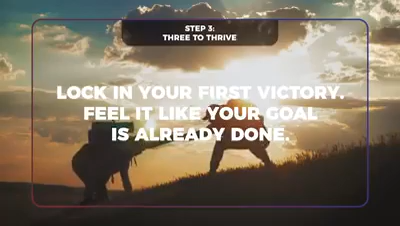 STEP 3:
THREE TO THRIVE
LOCK IN YOUR FIRST VICTORY.
FEEL IT LIKE YOUR GOAL
IS ALREADY DONE.